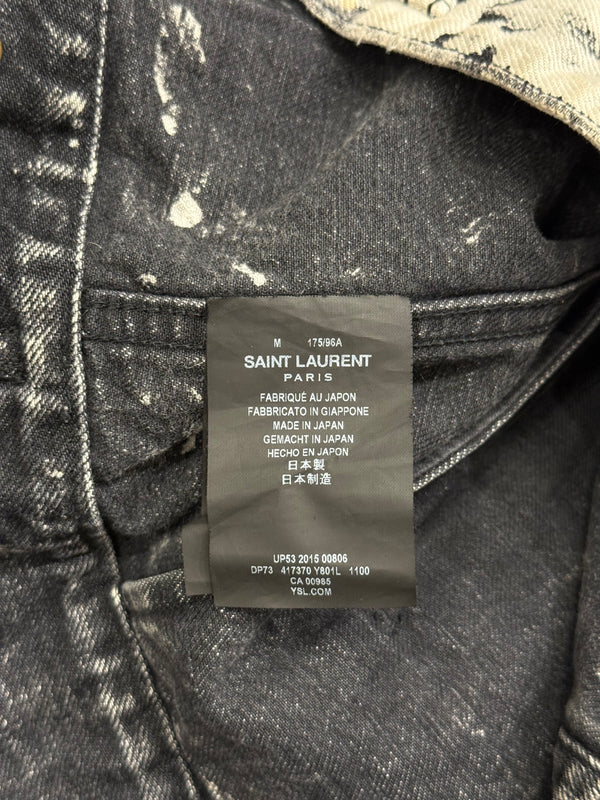 M 175/96A
SAINT LAURENT
PARIS
FABRIQUÉ AU JAPON
FABBRICATO IN GIAPPONE
MADE IN JAPAN
GEMACHT IN JAPAN
HECHO EN JAPON
日本製
日本制造
UP53 2015 00806
DP73 417370 Y801L 1100
CA 00985
YSL.COM